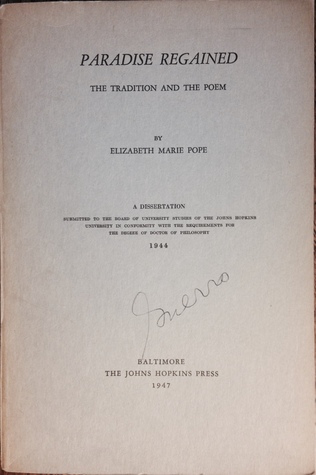 PARADISE REGAINED
THE TRADITION AND THE POEM
BY
ELIZABETH MARIE POPE
A DISSERTATION
SUBMITTED TO THE BOARD OF UNIVERSITY STUDIES OF THE JOHNS HOPKINS
UNIVERSITY IN CONFORMITY WITH THE REQUIREMENTS FOR
THE DEGREE OF DOCTOR OF PHILOSOPHY
1944
BALTIMORE
THE JOHNS HOPKINS PRESS
1947